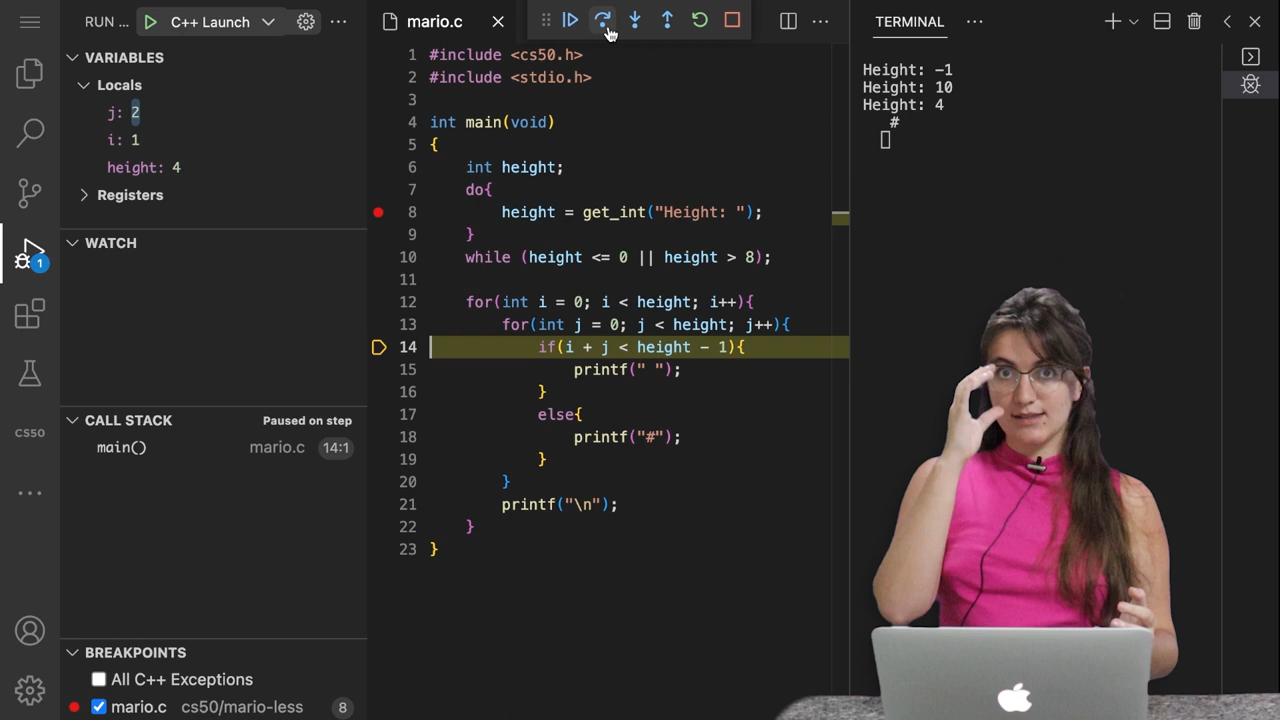 RUN ... C++ Launch
mario.c
TERMINAL
VARIABLES
Locals
j: 2
i: 1
height: 4
Registers
WATCH
CALL STACK Paused on step
main() mario.c 14:1
BREAKPOINTS
All C++ Exceptions
mario.c cs50/mario-less 8
1
CS50
1 #include <cs50.h>
2 #include <stdio.h>
3
4 int main(void)
5 {
6 int height;
7 do{
8 height = get_int("Height: ");
9 }
10 while (height <= 0 || height > 8);
11
12 for(int i = 0; i < height; i++){
13 for(int j = 0; j < height; j++){
14 if(i + j < height - 1){
15 printf(" ");
16 }
17 else{
18 printf("#");
19 }
20 }
21 printf("\n");
22 }
23 }
Height: -1
Height: 10
Height: 4
#